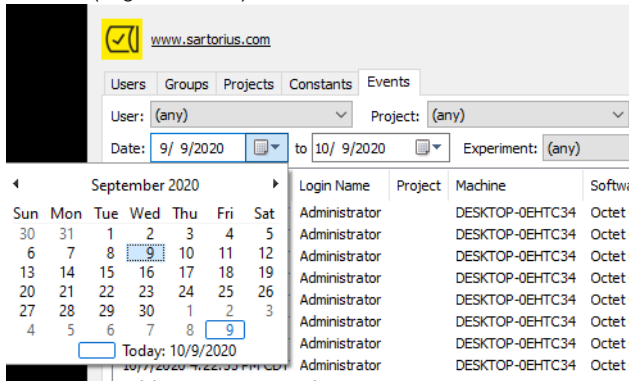 www.sartorius.com
Users Groups Projects Constants Events
User: (any) Project: (any)
Date: 9/ 9/2020 to 10/ 9/2020 Experiment: (any)
September 2020
Sun Mon Tue Wed Thu Fri Sat
30 31 1 2 3 4 5
6 7 8 9 10 11 12
13 14 15 16 17 18 19
20 21 22 23 24 25 26
27 28 29 30 1 2 3
4 5 6 7 8 9
Today: 10/9/2020
Login Name Project Machine
Administrator DESKTOP-0EHTC34 Octet
Administrator DESKTOP-0EHTC34 Octet
Administrator DESKTOP-0EHTC34 Octet
Administrator DESKTOP-0EHTC34 Octet
Administrator DESKTOP-0EHTC34 Octet
Administrator DESKTOP-0EHTC34 Octet
Administrator DESKTOP-0EHTC34 Octet
Administrator DESKTOP-0EHTC34 Octet